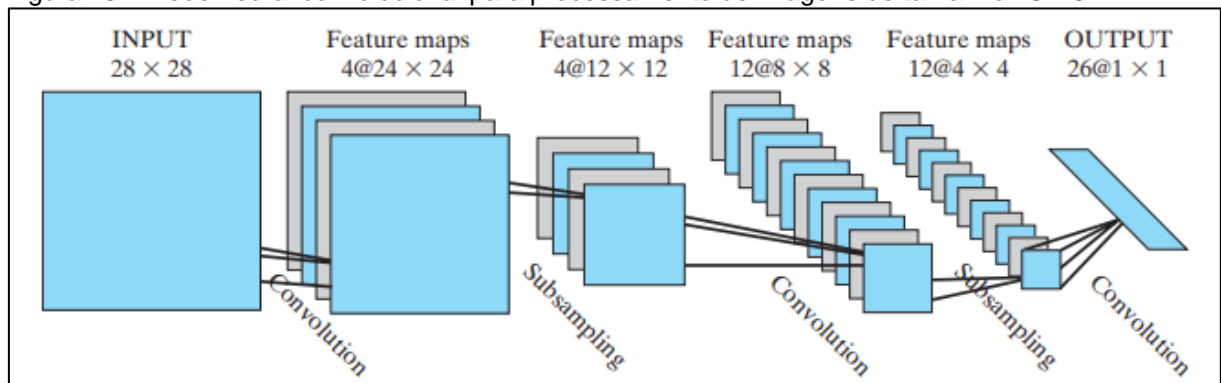 INPUT
28 × 28
Feature maps
4@24 × 24
Feature maps
4@12 × 12
Feature maps
12@8 × 8
Feature maps
12@4 × 4
OUTPUT
26@1 × 1
Convolution
Subsampling
Convolution
Subsampling
Convolution